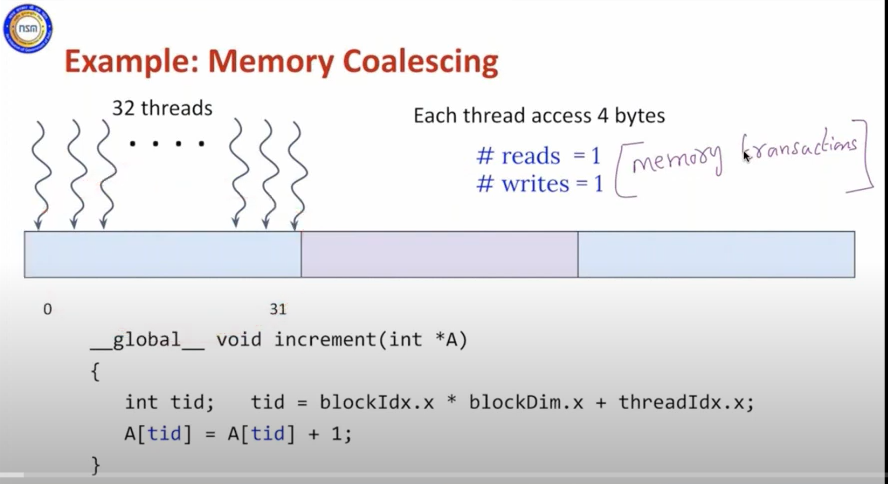 nsm
Example: Memory Coalescing
32 threads
Each thread access 4 bytes
# reads = 1
# writes = 1
[memory transactions]
0 31
__global__ void increment(int *A)
{
int tid; tid = blockIdx.x * blockDim.x + threadIdx.x;
A[tid] = A[tid] + 1;
}